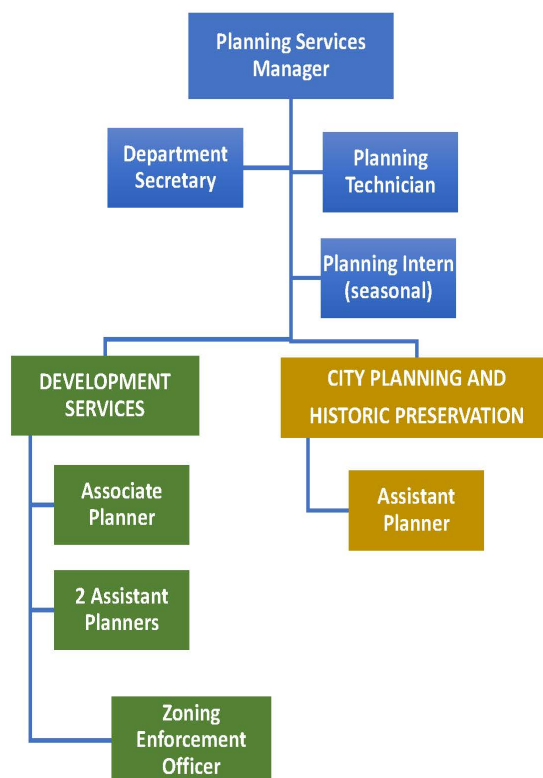 Planning Services
Manager
Department
Secretary
Planning
Technician
Planning Intern
(seasonal)
DEVELOPMENT
SERVICES
CITY PLANNING AND
HISTORIC PRESERVATION
Associate
Planner
Assistant
Planner
2 Assistant
Planners
Zoning
Enforcement
Officer